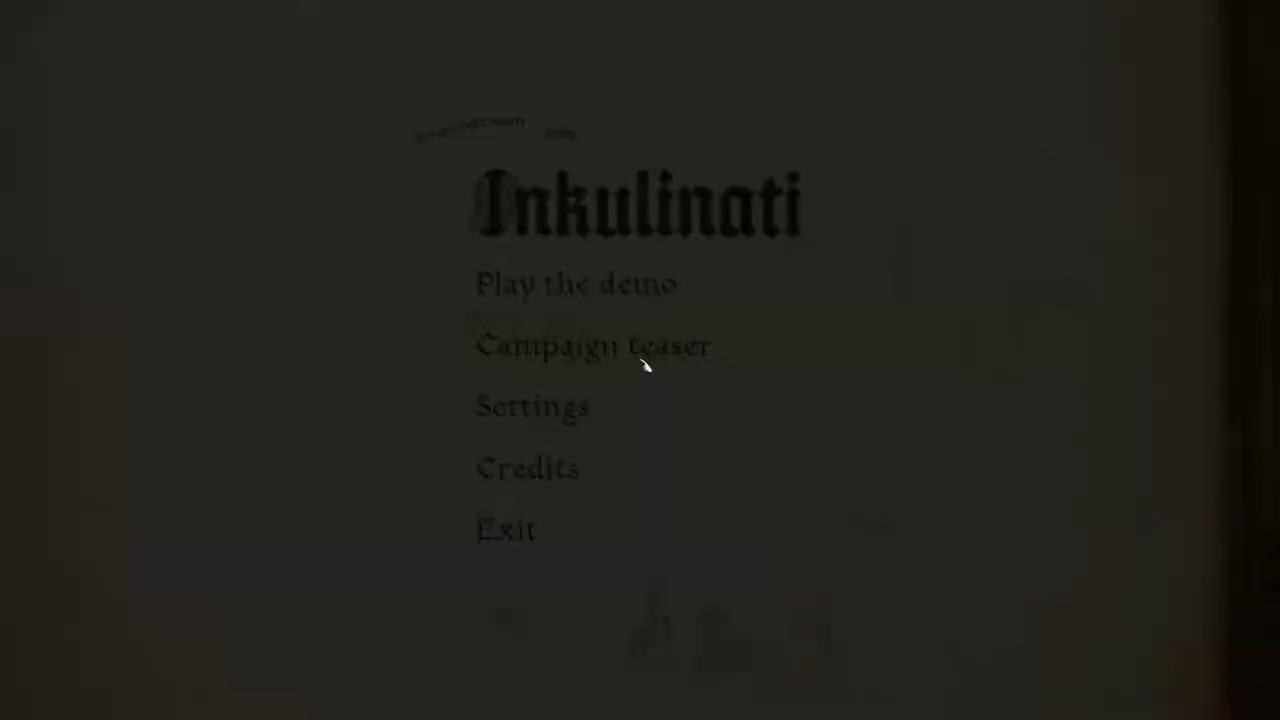 Inkulinati
Play the demo
Campaign teaser
Settings
Credits
Exit